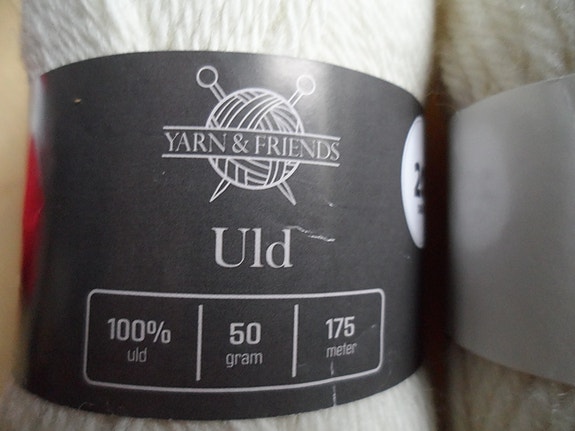 YARN & FRIENDS
Uld
100% 50 175
uld gram meter